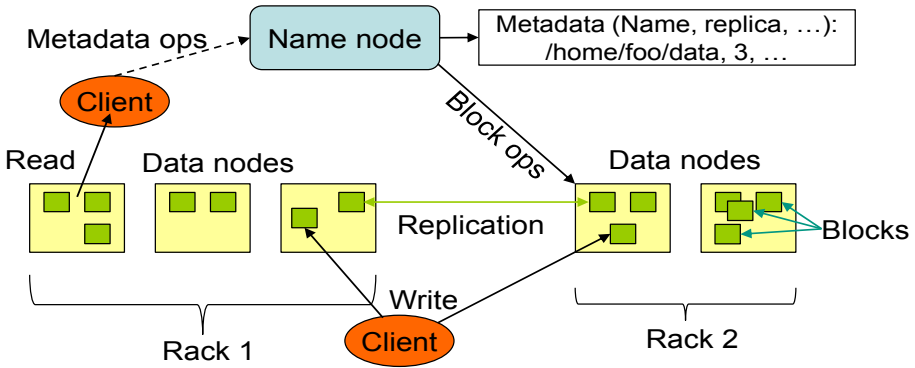 Metadata ops
Name node
Metadata (Name, replica, …):
/home/foo/data, 3, …
Client
Block ops
Read
Data nodes
Data nodes
Replication
Blocks
Write
Rack 1
Client
Rack 2